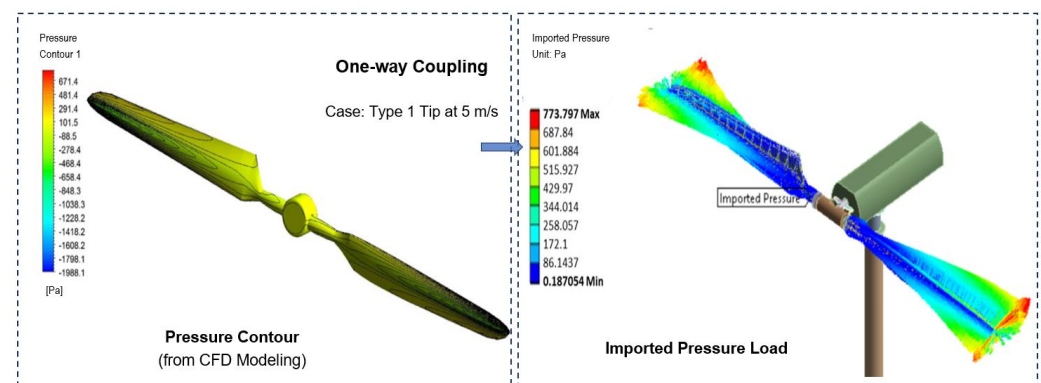 Pressure
Contour 1
671.4
481.4
291.4
101.5
-88.5
-278.4
-468.4
-658.4
-848.3
-1038.3
-1228.2
-1418.2
-1608.2
-1798.1
-1988.1
[Pa]
One-way Coupling
Case: Type 1 Tip at 5 m/s
Pressure Contour
(from CFD Modeling)
Imported Pressure
Unit: Pa
773.797 Max
687.84
601.884
515.927
429.97
344.014
258.057
172.1
86.1437
0.187054 Min
Imported Pressure
Imported Pressure Load